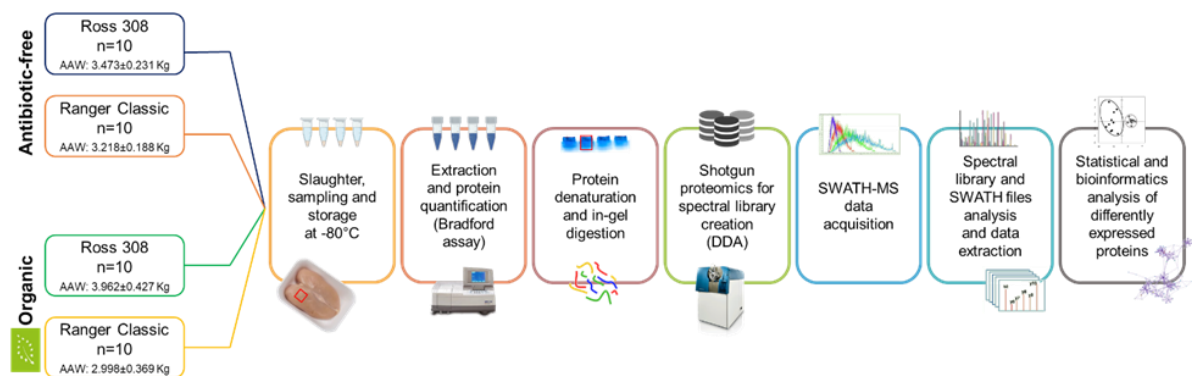 Antibiotic-free
Ross 308
n=10
AAW: 3.473±0.231 Kg
Ranger Classic
n=10
AAW: 3.218±0.188 Kg
Organic
Ross 308
n=10
AAW: 3.962±0.427 Kg
Ranger Classic
n=10
AAW: 2.998±0.369 Kg
Slaughter,
sampling and
storage
at -80°C
Extraction
and protein
quantification
(Bradford
assay)
Protein
denaturation
and in-gel
digestion
Shotgun
proteomics for
spectral library
creation
(DDA)
SWATH-MS
data
acquisition
Spectral
library and
SWATH files
analysis
and data
extraction
Statistical and
bioinformatics
analysis of
differently
expressed
proteins